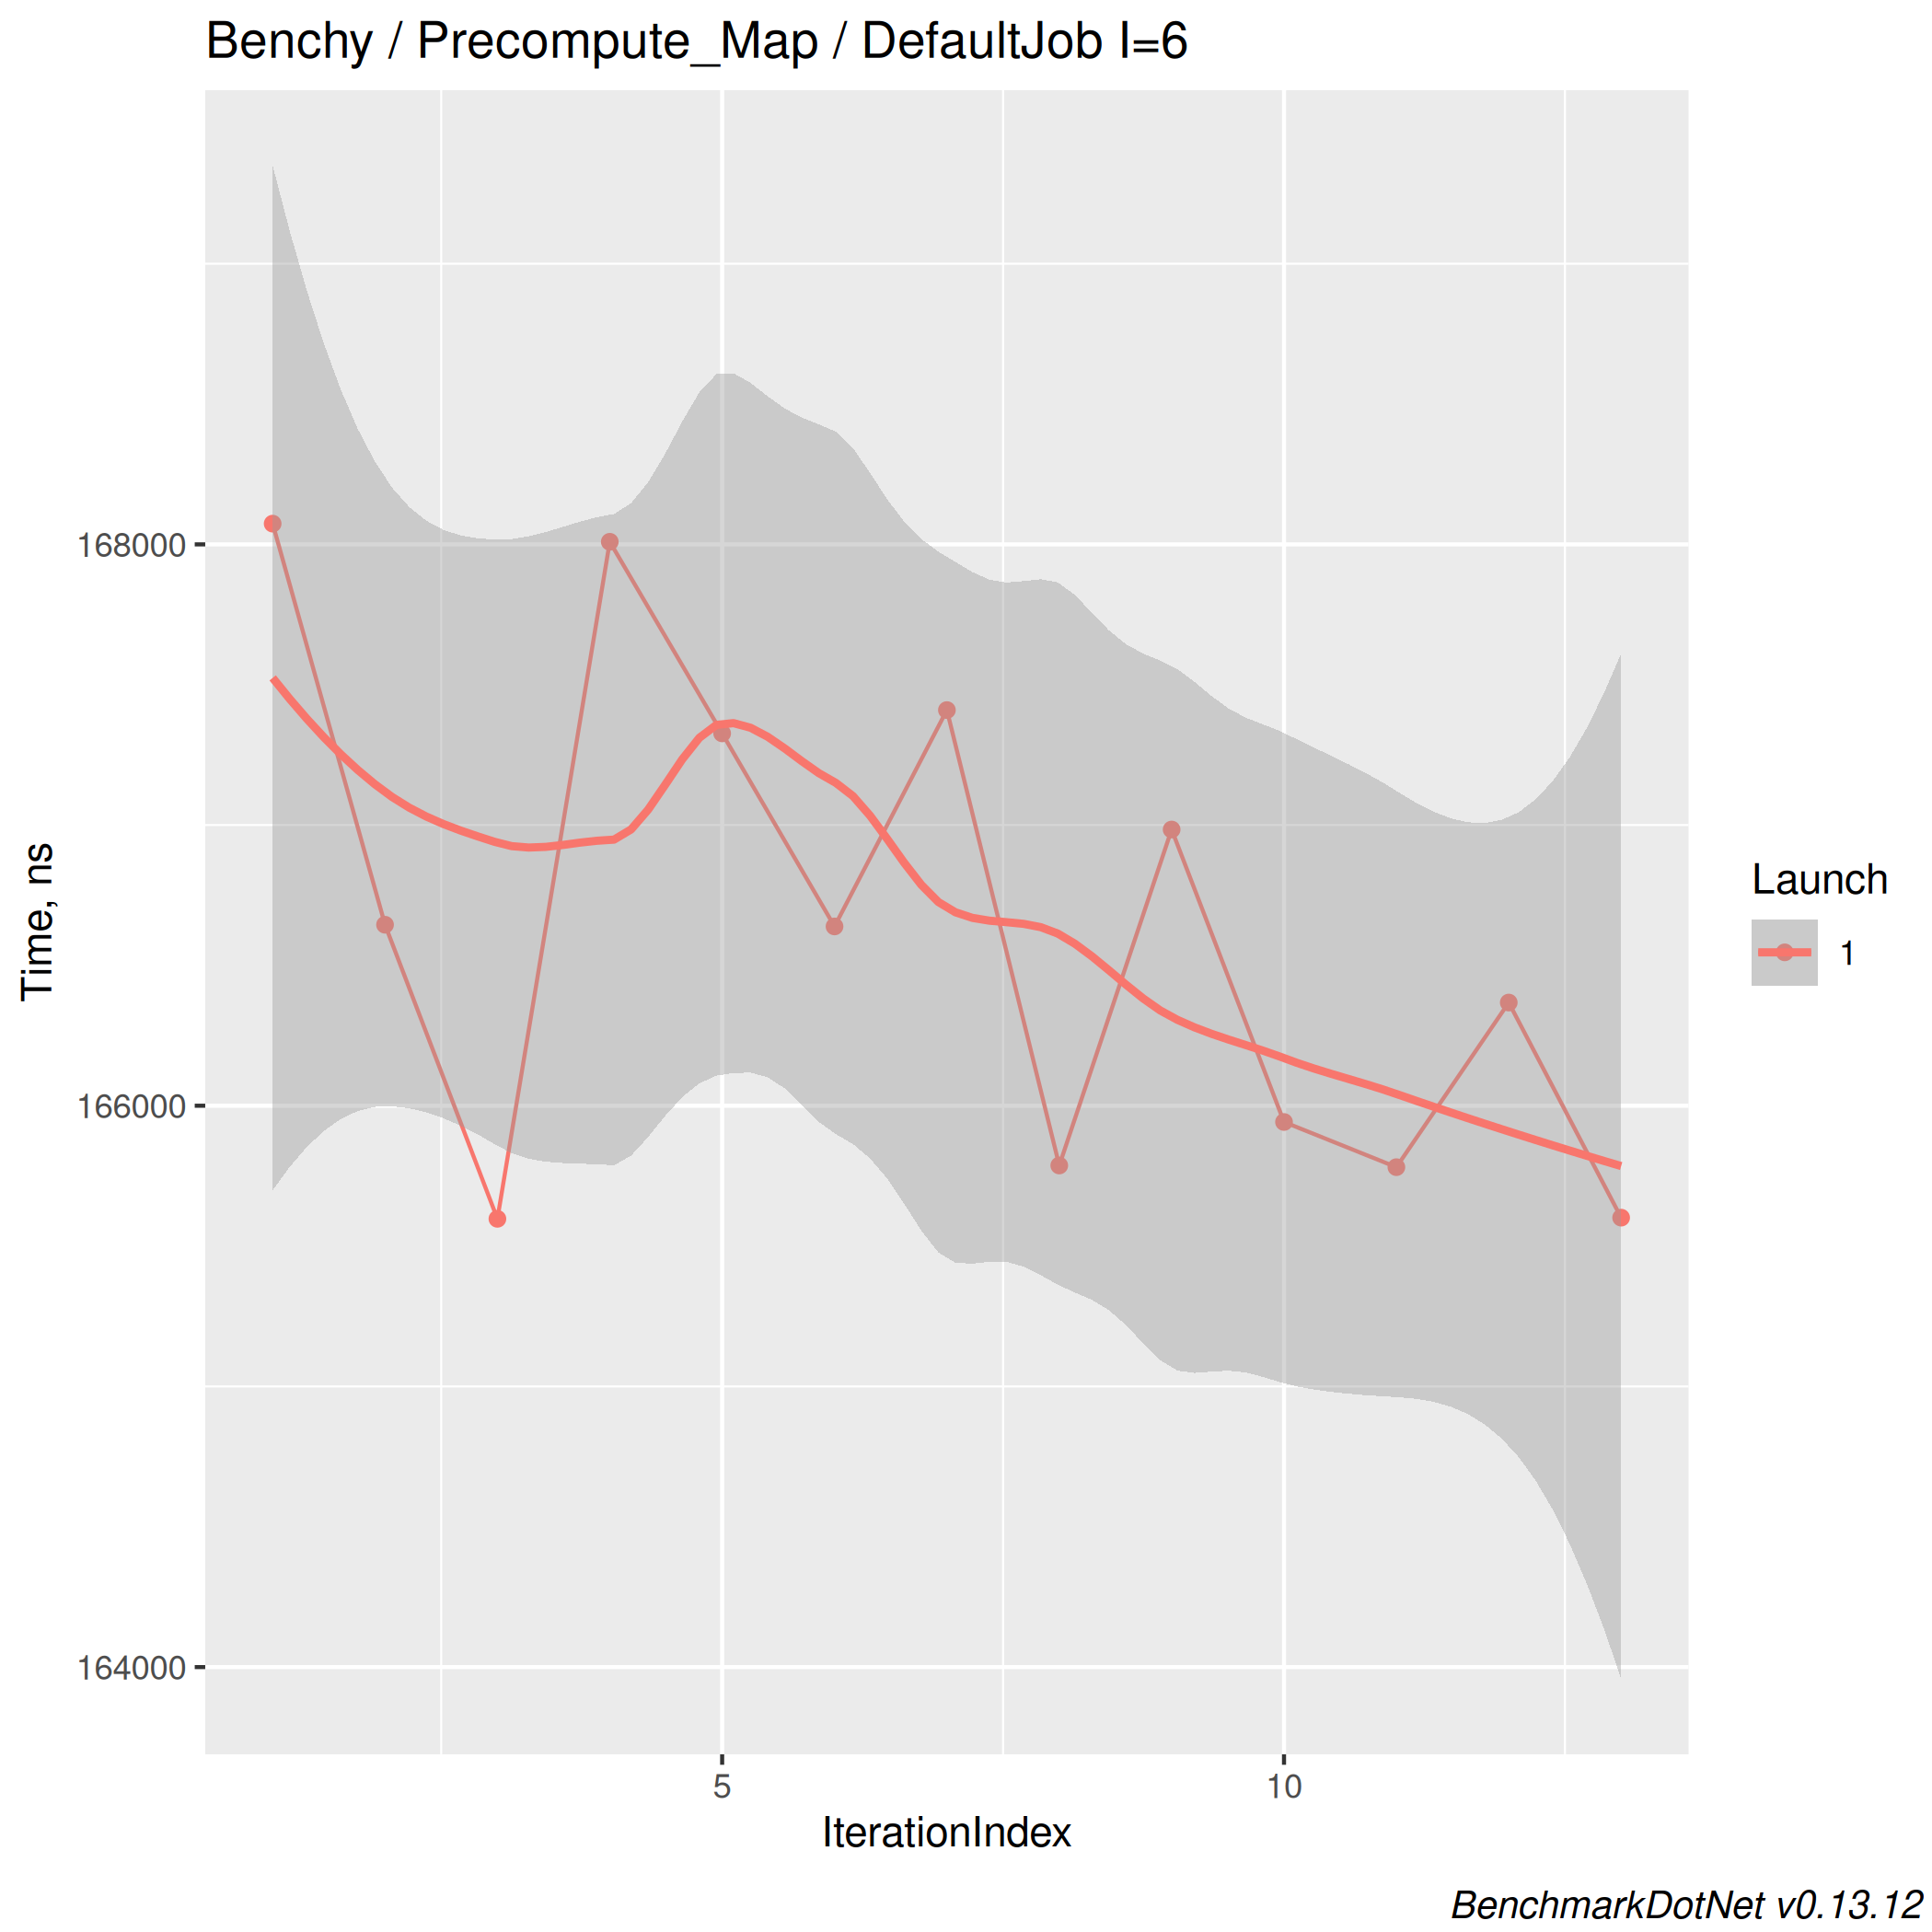 Benchy / Precompute_Map / DefaultJob I=6
Time, ns
168000
166000
164000
5
10
IterationIndex
Launch
1
BenchmarkDotNet v0.13.12